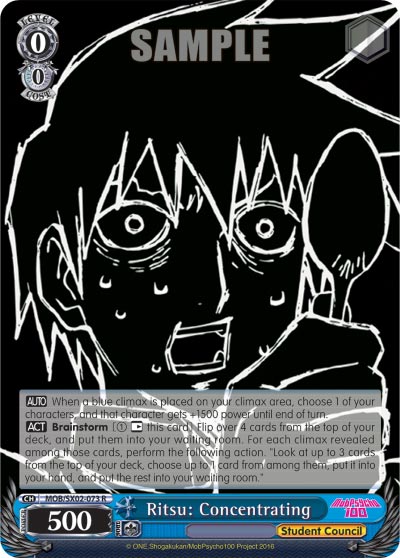 SAMPLE
LEVEL
0
0
COST
AUTO When a blue climax is placed on your climax area, choose 1 of your
characters, and that character gets +1500 power until end of turn.
ACT Brainstorm [① this card] Flip over 4 cards from the top of your
deck, and put them into your waiting room. For each climax revealed
among those cards, perform the following action. "Look at up to 3 cards
from the top of your deck, choose up to 1 card from among them, put it into
your hand, and put the rest into your waiting room."
CH MOB/SX02-073 R
MOB PSYCHO
100
POWER
500
Ritsu: Concentrating
Student Council
© ONE,Shogakukan/MobPsycho100 Project 2016